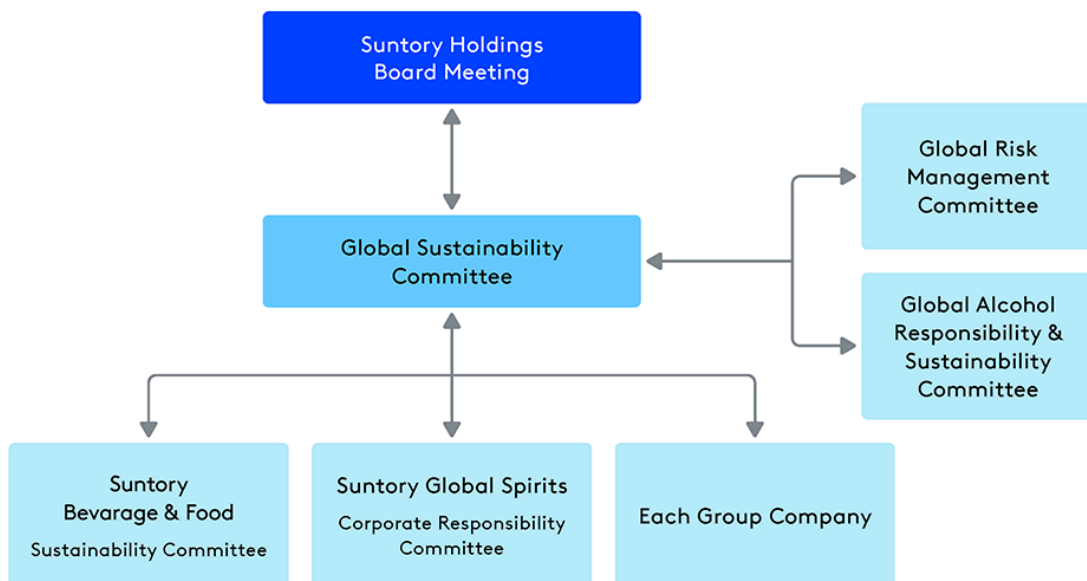 Suntory Holdings
Board Meeting
Global Risk
Management
Committee
Global Sustainability
Committee
Global Alcohol
Responsibility &
Sustainability
Committee
Suntory
Bevarage & Food
Sustainability Committee
Suntory Global Spirits
Corporate Responsibility
Committee
Each Group Company